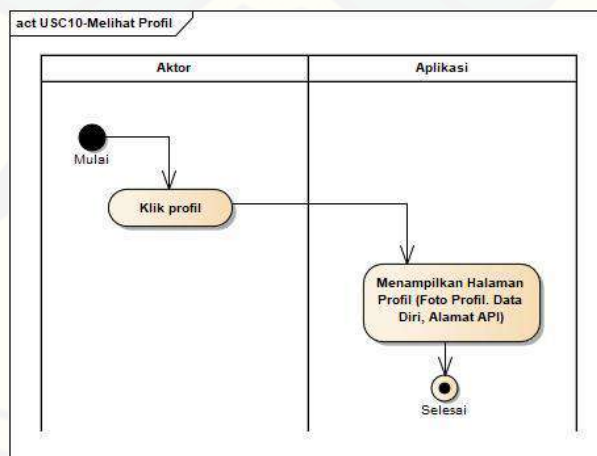 act USC10-Melihat Profil
Aktor
Aplikasi
Mulai
Klik profil
Menampilkan Halaman
Profil (Foto Profil. Data
Diri, Alamat API)
Selesai